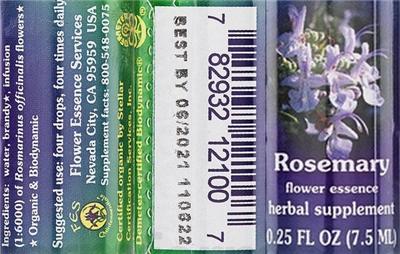 Ingredients: water, brandy★, infusion
(1:6000) of Rosmarinus officinalis flowers★
★ Organic & Biodynamic
Suggested use: four drops, four times daily
FES
Flower Essence Services
Nevada City, CA 95959 USA
Supplement facts: 800-548-0075
Certified organic by Stellar
Certification Services, Inc.
Demeter-certified Biodynamic®
BEST BY 06/2021 110622
7 82932 12100 7
Rosemary
flower essence
herbal supplement
0.25 FL OZ (7.5 ML)